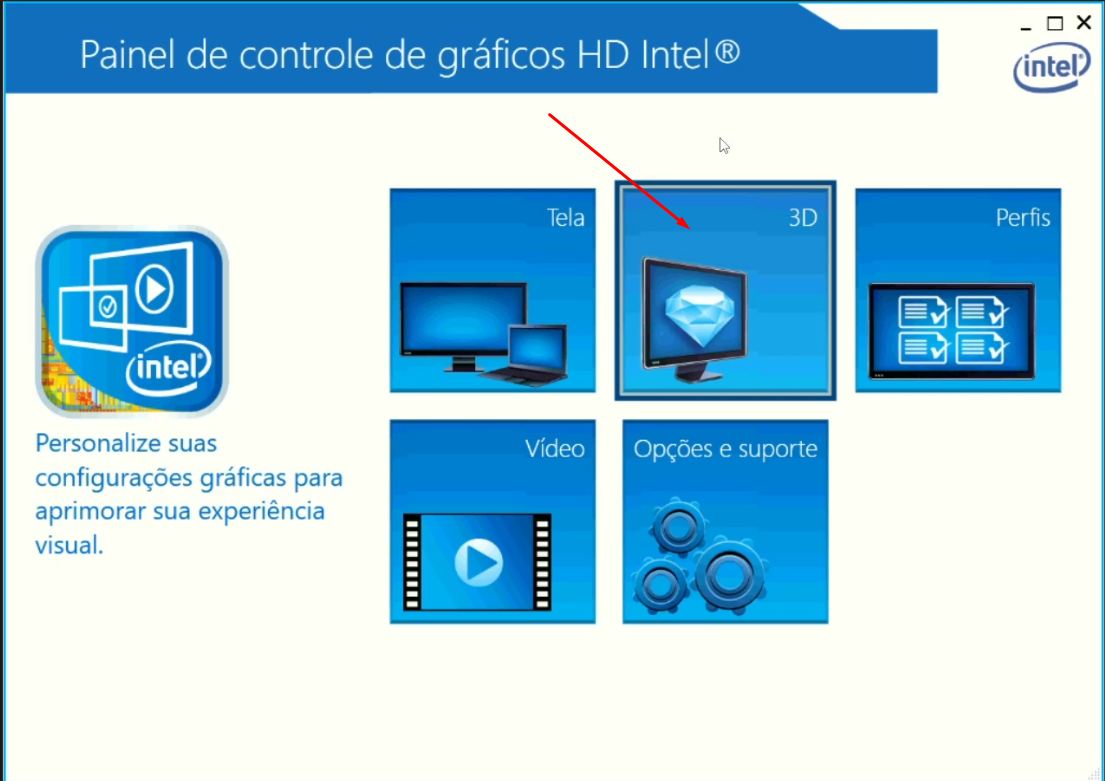 Painel de controle de gráficos HD Intel®
intel®
Tela
3D
Perfis
intel®
Personalize suas
configurações gráficas para
aprimorar sua experiência
visual.
Vídeo
Opções e suporte